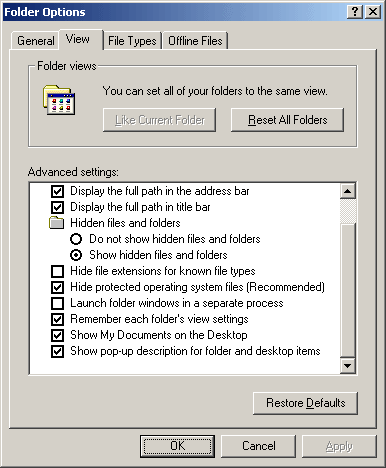 Folder Options
General View File Types Offline Files
Folder views
You can set all of your folders to the same view.
Like Current Folder Reset All Folders
Advanced settings:
Display the full path in the address bar
Display the full path in title bar
Hidden files and folders
Do not show hidden files and folders
Show hidden files and folders
Hide file extensions for known file types
Hide protected operating system files (Recommended)
Launch folder windows in a separate process
Remember each folder's view settings
Show My Documents on the Desktop
Show pop-up description for folder and desktop items
Restore Defaults
OK Cancel Apply